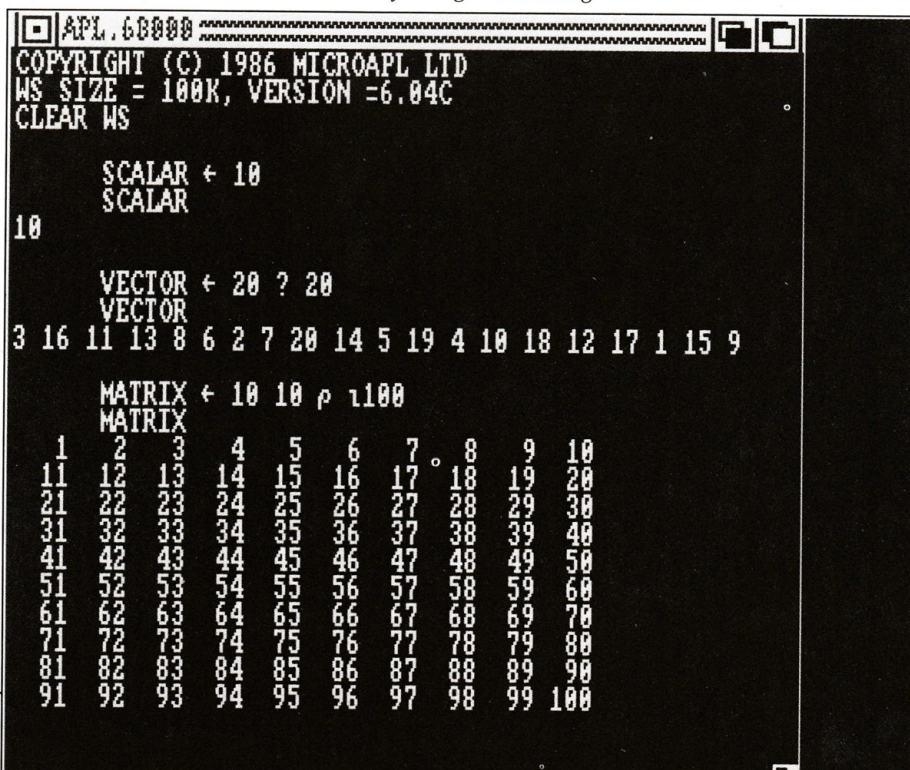 APL.68000
COPYRIGHT (C) 1986 MICROAPL LTD
WS SIZE = 100K, VERSION =6.04C
CLEAR WS
SCALAR ← 10
SCALAR
10
VECTOR ← 20 ? 20
VECTOR
3 16 11 13 8 6 2 7 20 14 5 19 4 10 18 12 17 1 15 9
MATRIX ← 10 10 ⍴ ⍳100
MATRIX
1 2 3 4 5 6 7 8 9 10
11 12 13 14 15 16 17 18 19 20
21 22 23 24 25 26 27 28 29 30
31 32 33 34 35 36 37 38 39 40
41 42 43 44 45 46 47 48 49 50
51 52 53 54 55 56 57 58 59 60
61 62 63 64 65 66 67 68 69 70
71 72 73 74 75 76 77 78 79 80
81 82 83 84 85 86 87 88 89 90
91 92 93 94 95 96 97 98 99 100